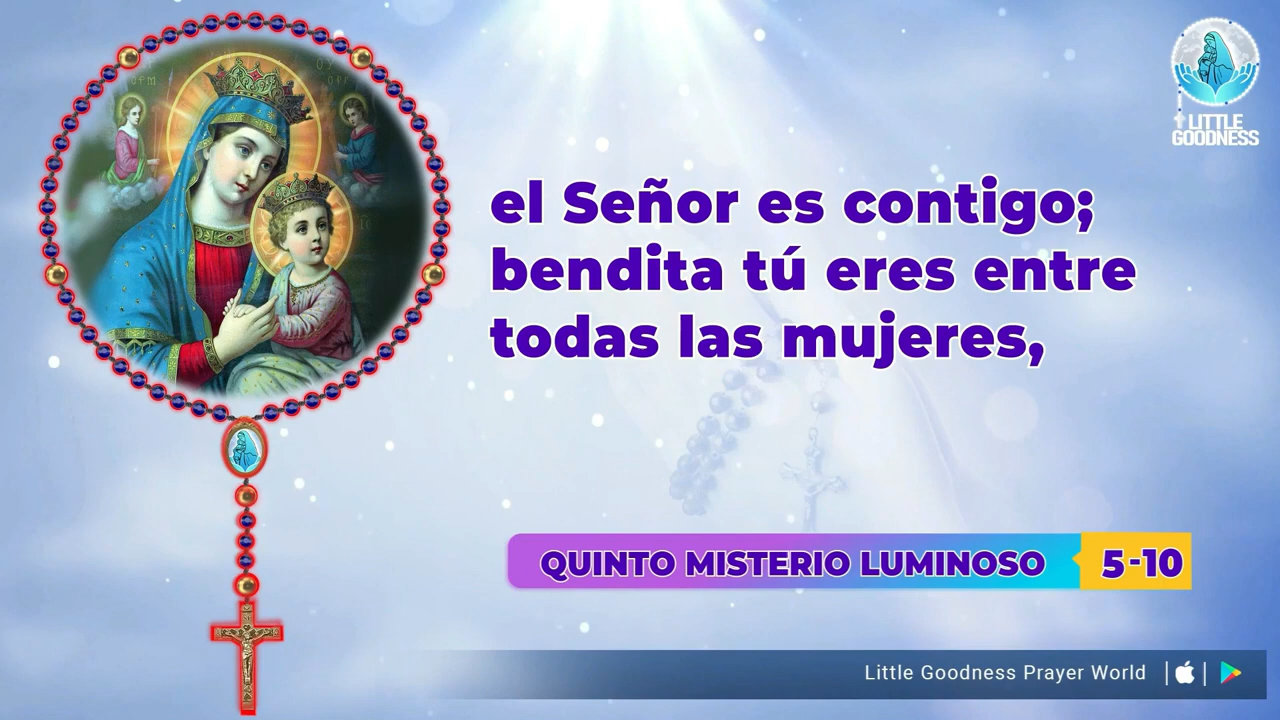 LITTLE
GOODNESS
el Señor es contigo;
bendita tú eres entre
todas las mujeres,
QUINTO MISTERIO LUMINOSO 5-10
Little Goodness Prayer World